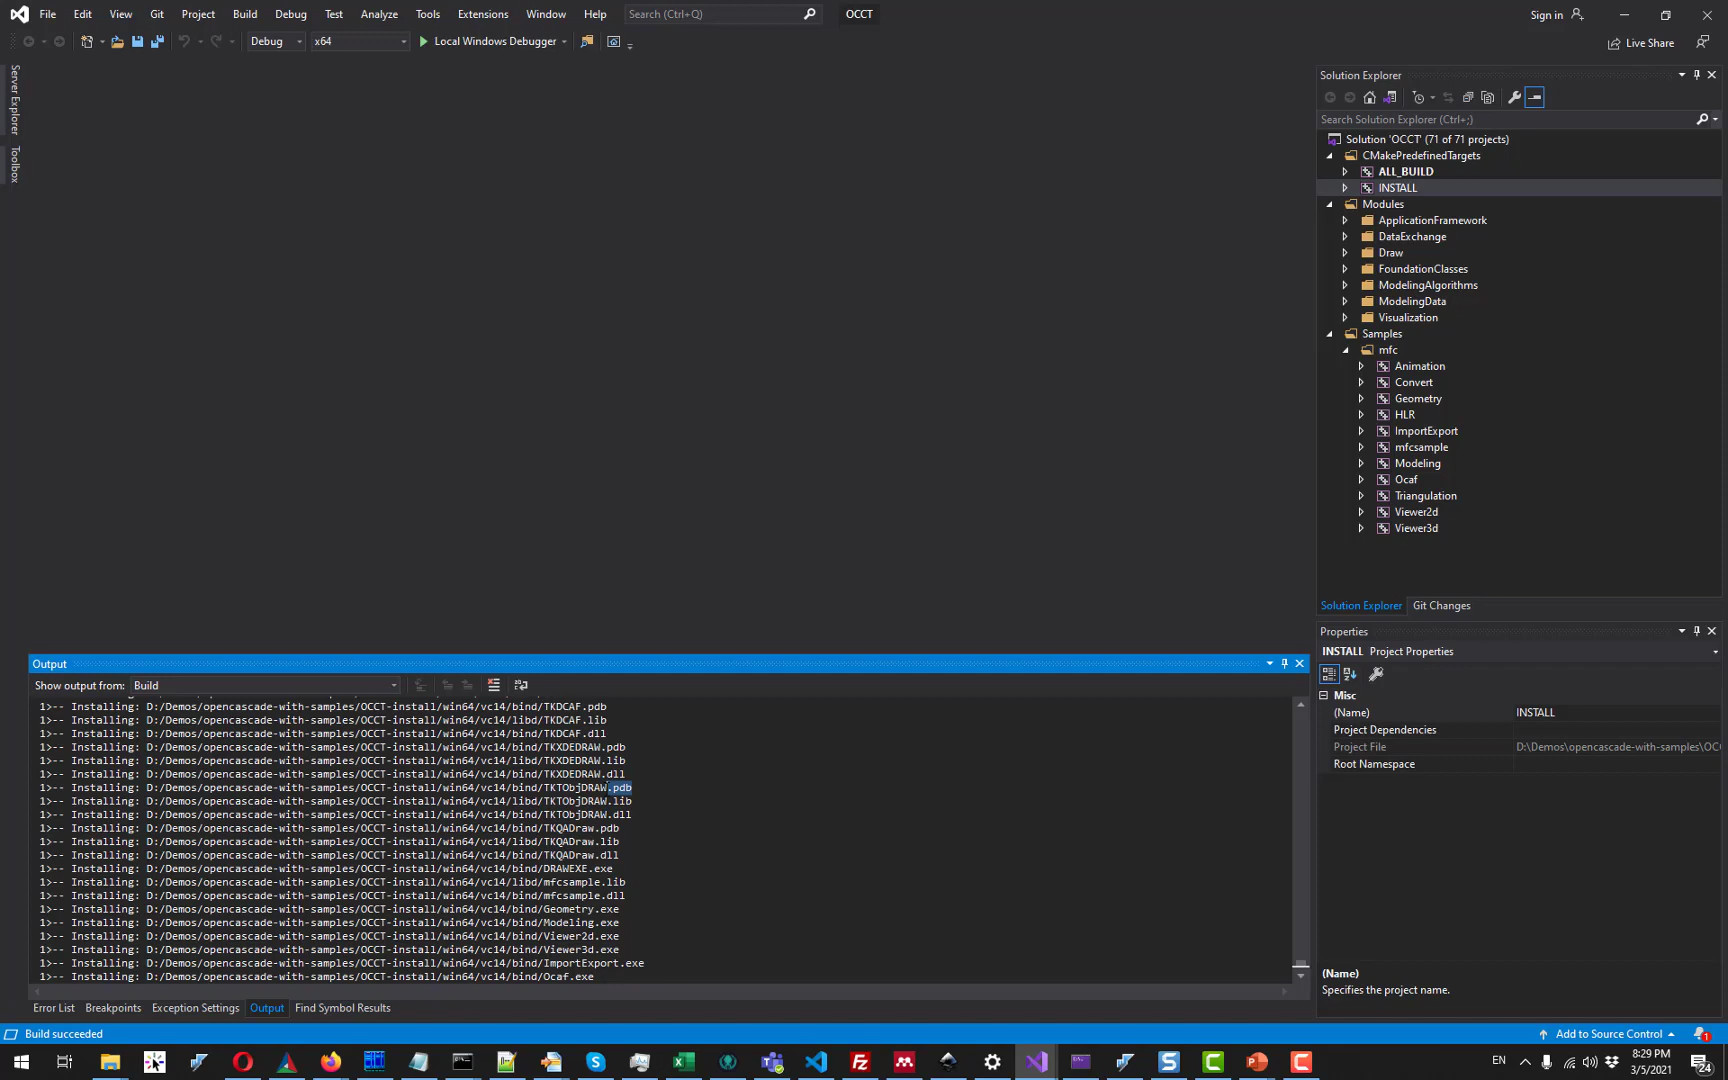 File Edit View Git Project Build Debug Test Analyze Tools Extensions Window Help Search (Ctrl+Q) OCCT Sign in
Debug x64 Local Windows Debugger Live Share
Server Explorer
Toolbox
Solution Explorer
Search Solution Explorer (Ctrl+;)
Solution 'OCCT' (71 of 71 projects)
CMakePredefinedTargets
ALL_BUILD
INSTALL
Modules
ApplicationFramework
DataExchange
Draw
FoundationClasses
ModelingAlgorithms
ModelingData
Visualization
Samples
mfc
Animation
Convert
Geometry
HLR
ImportExport
mfcsample
Modeling
Ocaf
Triangulation
Viewer2d
Viewer3d
Solution Explorer Git Changes
Properties
INSTALL Project Properties
Misc
(Name) INSTALL
Project Dependencies
Project File D:\Demos\opencascade-with-samples\OC
Root Namespace
(Name)
Specifies the project name.
Output
Show output from: Build
1>-- Installing: D:/Demos/opencascade-with-samples/OCCT-install/win64/vc14/bind/TKDCAF.pdb
1>-- Installing: D:/Demos/opencascade-with-samples/OCCT-install/win64/vc14/libd/TKDCAF.lib
1>-- Installing: D:/Demos/opencascade-with-samples/OCCT-install/win64/vc14/bind/TKDCAF.dll
1>-- Installing: D:/Demos/opencascade-with-samples/OCCT-install/win64/vc14/bind/TKXDEDRAW.pdb
1>-- Installing: D:/Demos/opencascade-with-samples/OCCT-install/win64/vc14/libd/TKXDEDRAW.lib
1>-- Installing: D:/Demos/opencascade-with-samples/OCCT-install/win64/vc14/bind/TKXDEDRAW.dll
1>-- Installing: D:/Demos/opencascade-with-samples/OCCT-install/win64/vc14/bind/TKTObjDRAW.pdb
1>-- Installing: D:/Demos/opencascade-with-samples/OCCT-install/win64/vc14/libd/TKTObjDRAW.lib
1>-- Installing: D:/Demos/opencascade-with-samples/OCCT-install/win64/vc14/bind/TKTObjDRAW.dll
1>-- Installing: D:/Demos/opencascade-with-samples/OCCT-install/win64/vc14/bind/TKQADraw.pdb
1>-- Installing: D:/Demos/opencascade-with-samples/OCCT-install/win64/vc14/libd/TKQADraw.lib
1>-- Installing: D:/Demos/opencascade-with-samples/OCCT-install/win64/vc14/bind/TKQADraw.dll
1>-- Installing: D:/Demos/opencascade-with-samples/OCCT-install/win64/vc14/bind/DRAWEXE.exe
1>-- Installing: D:/Demos/opencascade-with-samples/OCCT-install/win64/vc14/libd/mfcsample.lib
1>-- Installing: D:/Demos/opencascade-with-samples/OCCT-install/win64/vc14/bind/mfcsample.dll
1>-- Installing: D:/Demos/opencascade-with-samples/OCCT-install/win64/vc14/bind/Geometry.exe
1>-- Installing: D:/Demos/opencascade-with-samples/OCCT-install/win64/vc14/bind/Modeling.exe
1>-- Installing: D:/Demos/opencascade-with-samples/OCCT-install/win64/vc14/bind/Viewer2d.exe
1>-- Installing: D:/Demos/opencascade-with-samples/OCCT-install/win64/vc14/bind/Viewer3d.exe
1>-- Installing: D:/Demos/opencascade-with-samples/OCCT-install/win64/vc14/bind/ImportExport.exe
1>-- Installing: D:/Demos/opencascade-with-samples/OCCT-install/win64/vc14/bind/Ocaf.exe
Error List Breakpoints Exception Settings Output Find Symbol Results
Build succeeded Add to Source Control 1
EN 8:29 PM
3/5/2021 24